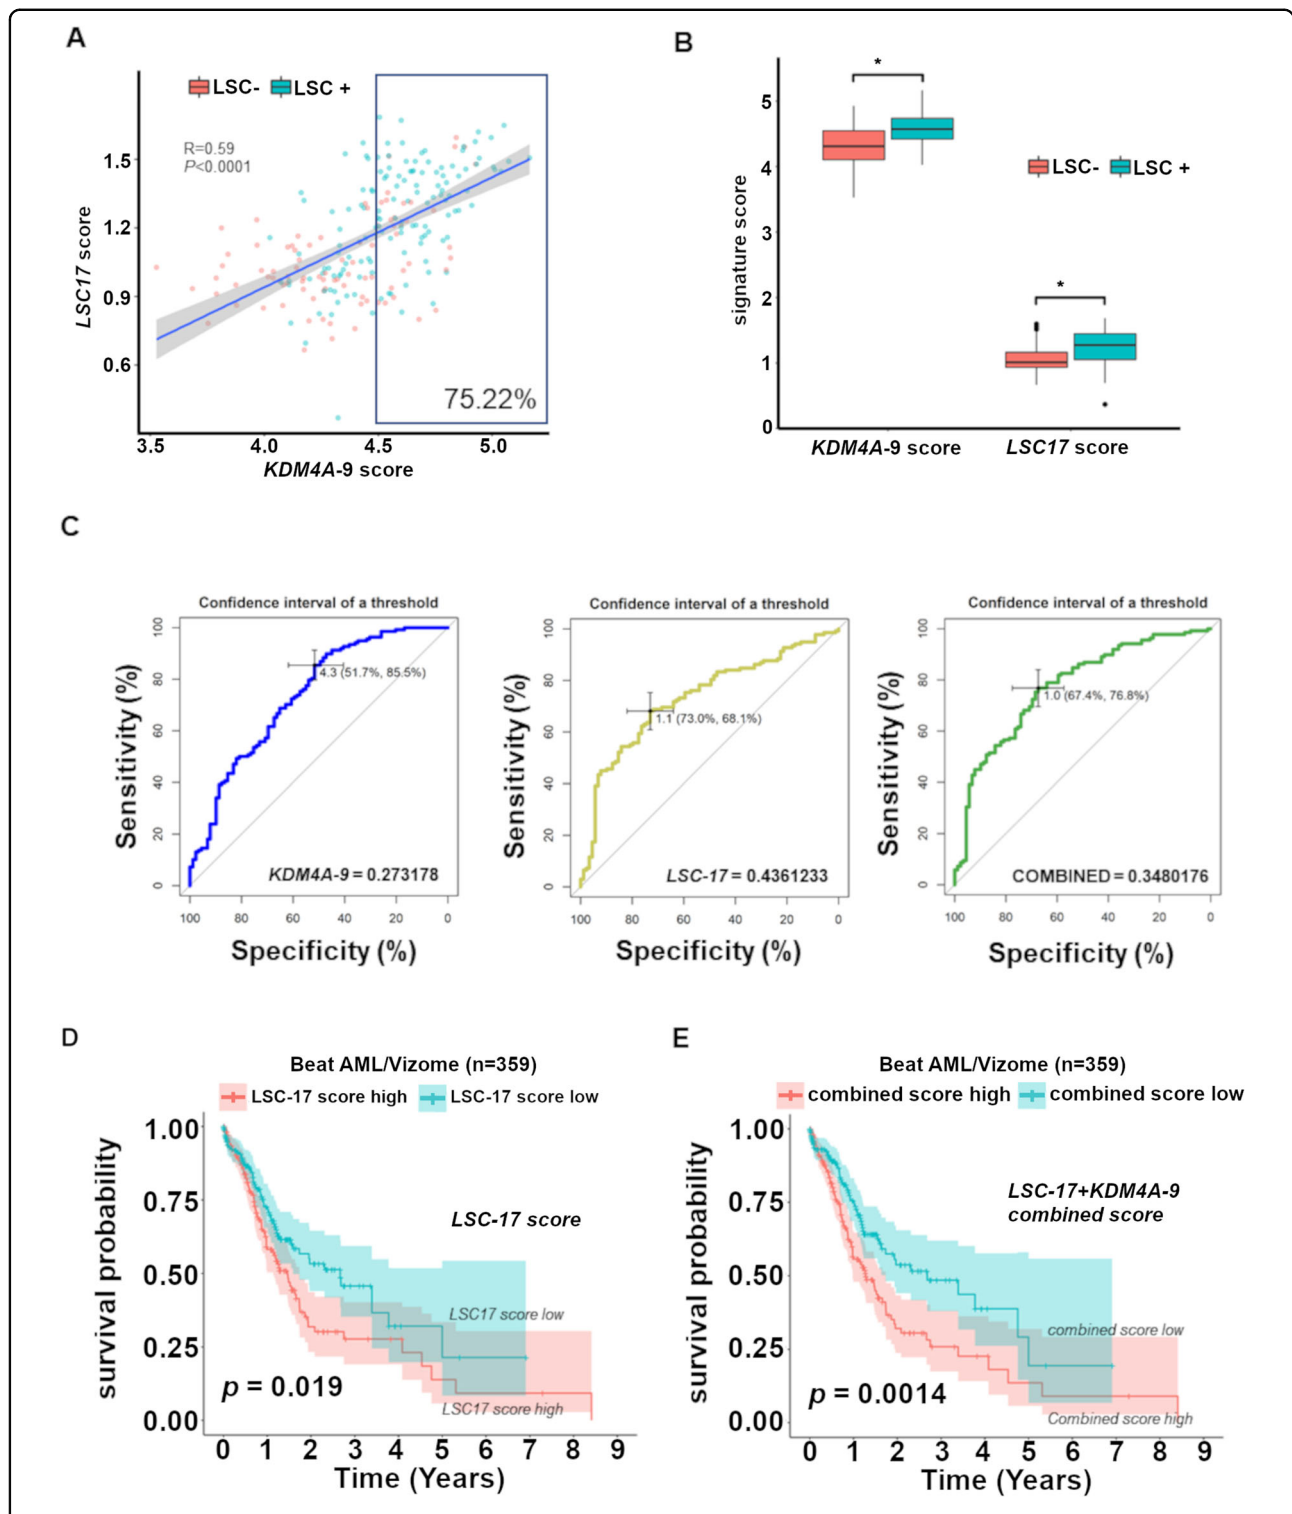 A
LSC- LSC +
R=0.59
P<0.0001
1.5
1.2
0.9
0.6
LSC17 score
75.22%
3.5 4.0 4.5 5.0
KDM4A-9 score
B
*
5
4
3
2
1
0
signature score
LSC- LSC +
*
KDM4A-9 score LSC17 score
C
Confidence interval of a threshold
100
80
60
40
20
0
Sensitivity (%)
4.3 (51.7%, 85.5%)
KDM4A-9 = 0.273178
100 80 60 40 20 0
Specificity (%)
Confidence interval of a threshold
100
80
60
40
20
0
Sensitivity (%)
1.1 (73.0%, 68.1%)
LSC-17 = 0.4361233
100 80 60 40 20 0
Specificity (%)
Confidence interval of a threshold
100
80
60
40
20
0
Sensitivity (%)
1.0 (67.4%, 76.8%)
COMBINED = 0.3480176
100 80 60 40 20 0
Specificity (%)
D
Beat AML/Vizome (n=359)
LSC-17 score high LSC-17 score low
1.00
0.75
0.50
0.25
0.00
survival probability
LSC-17 score
LSC17 score low
p = 0.019
LSC17 score high
0 1 2 3 4 5 6 7 8 9
Time (Years)
E
Beat AML/Vizome (n=359)
combined score high combined score low
1.00
0.75
0.50
0.25
0.00
survival probability
LSC-17+KDM4A-9
combined score
combined score low
p = 0.0014
Combined score high
0 1 2 3 4 5 6 7 8 9
Time (Years)